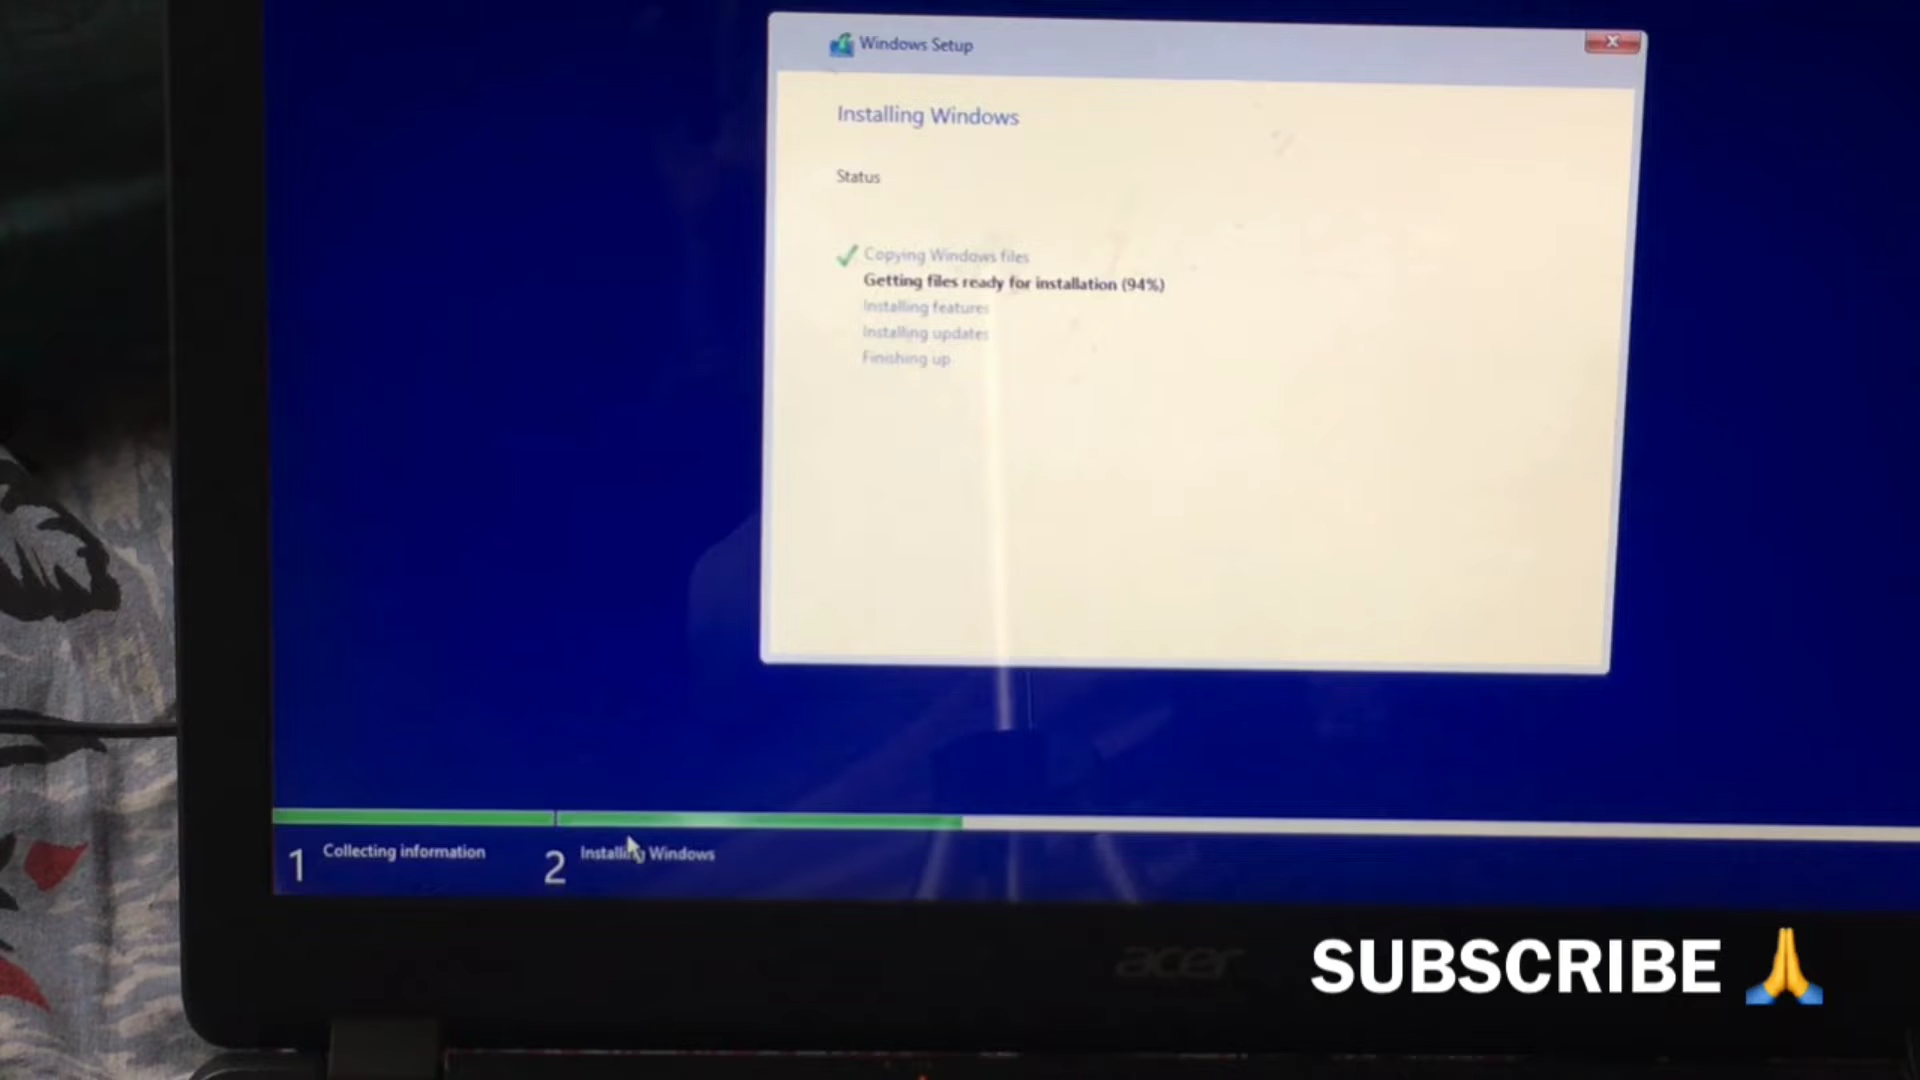 Windows Setup
Installing Windows
Status
Copying Windows files
Getting files ready for installation (94%)
Installing features
Installing updates
Finishing up
1 Collecting information
2 Installing Windows
acer
SUBSCRIBE 🙏